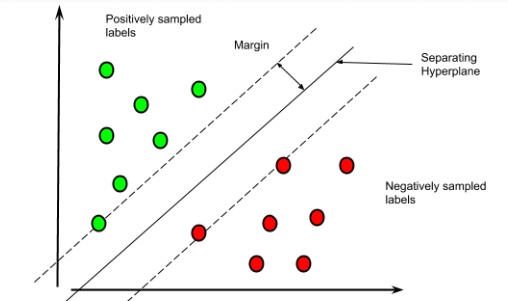 Positively sampled
labels
Margin
Separating
Hyperplane
Negatively sampled
labels